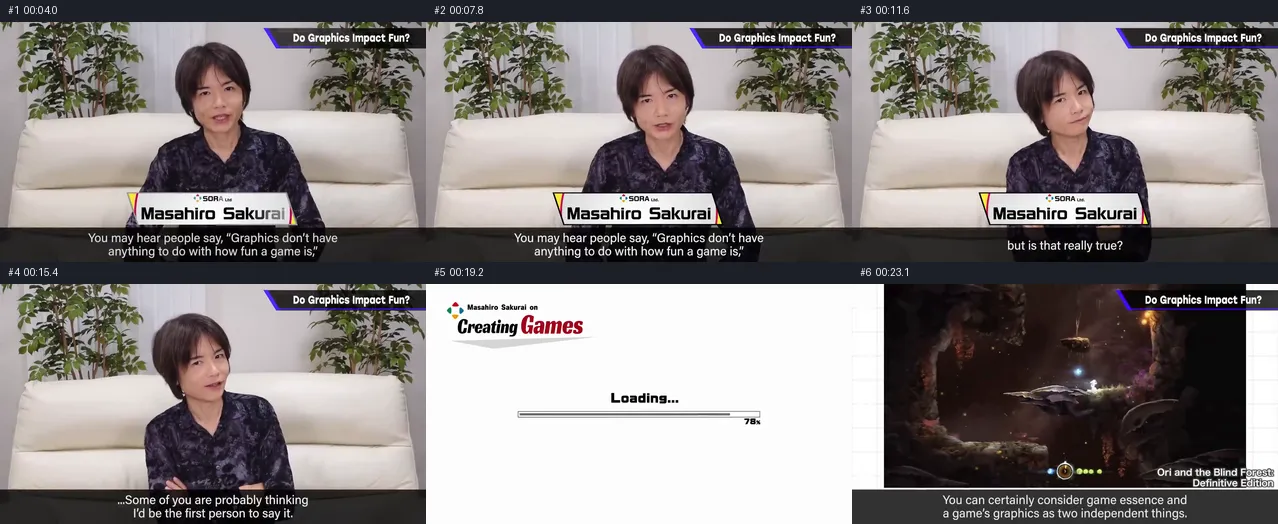 #1 00:04.0
Do Graphics Impact Fun?
SORA Ltd.
Masahiro Sakurai
You may hear people say, “Graphics don’t have
anything to do with how fun a game is,”
#2 00:07.8
Do Graphics Impact Fun?
SORA Ltd.
Masahiro Sakurai
You may hear people say, “Graphics don’t have
anything to do with how fun a game is,”
#3 00:11.6
Do Graphics Impact Fun?
SORA Ltd.
Masahiro Sakurai
but is that really true?
#4 00:15.4
Do Graphics Impact Fun?
...Some of you are probably thinking
I’d be the first person to say it.
#5 00:19.2
Masahiro Sakurai on
Creating Games
Loading...
78%
#6 00:23.1
Do Graphics Impact Fun?
Ori and the Blind Forest:
Definitive Edition
You can certainly consider game essence and
a game’s graphics as two independent things.